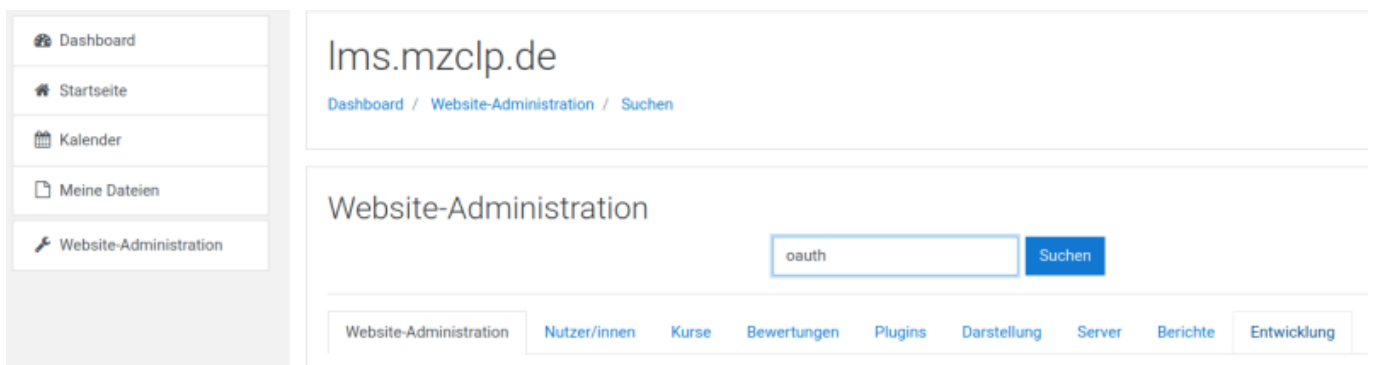 Dashboard
Startseite
Kalender
Meine Dateien
Website-Administration
lms.mzclp.de
Dashboard / Website-Administration / Suchen
Website-Administration
oauth Suchen
Website-Administration Nutzer/innen Kurse Bewertungen Plugins Darstellung Server Berichte Entwicklung